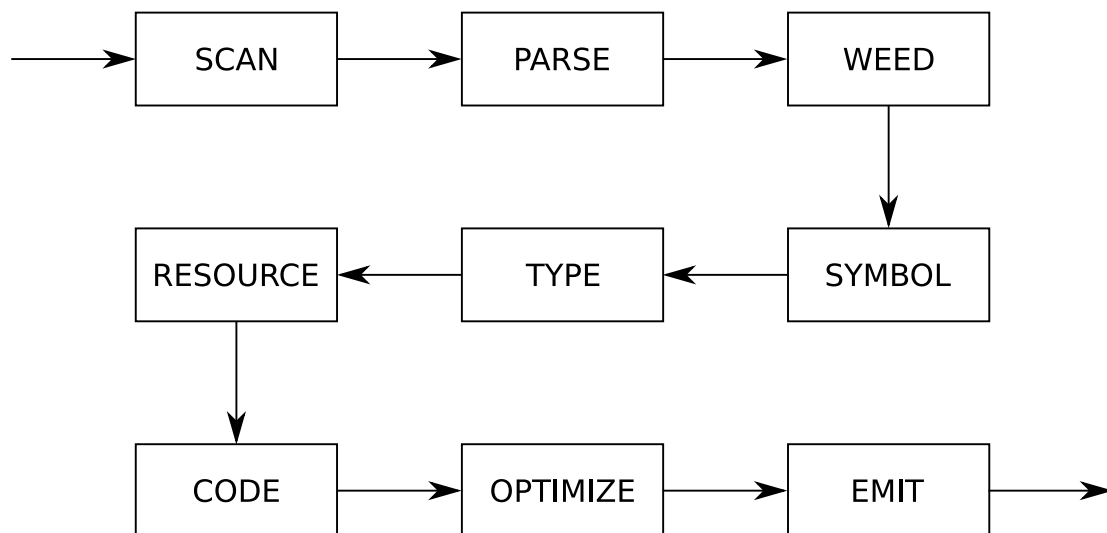 SCAN PARSE WEED
RESOURCE TYPE SYMBOL
CODE OPTIMIZE EMIT